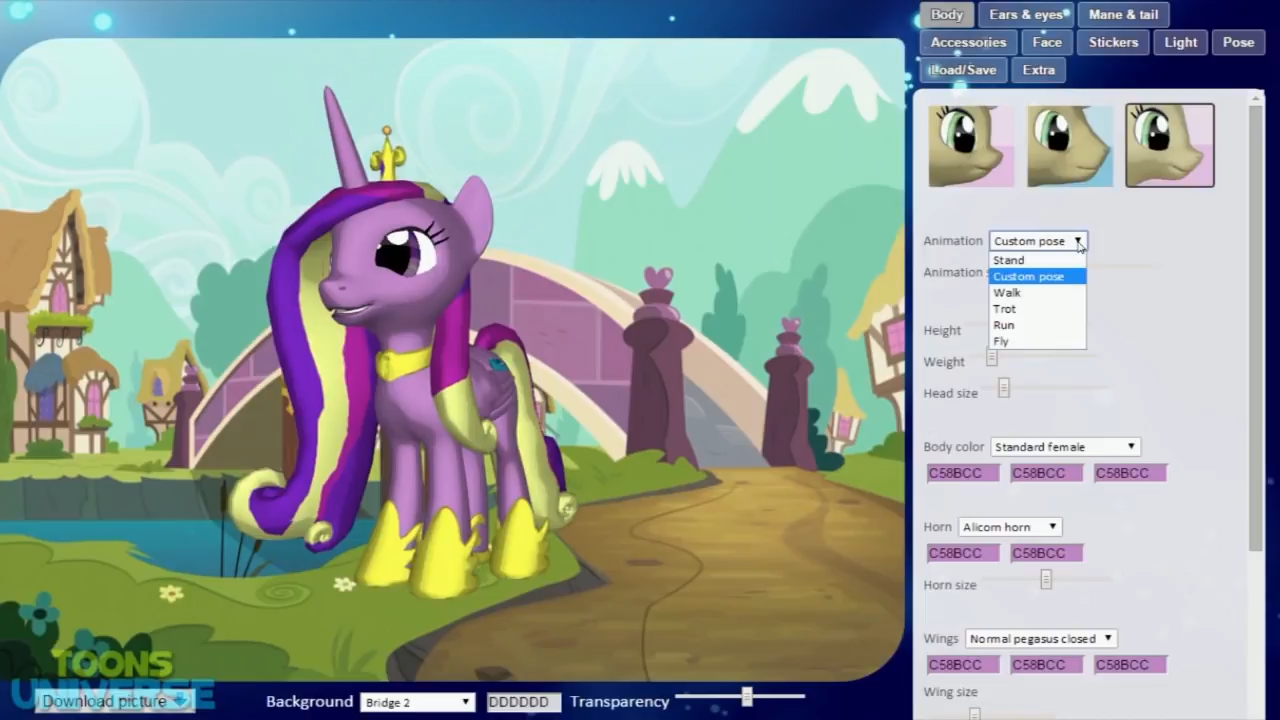 Body Ears & eyes Mane & tail
Accessories Face Stickers Light Pose
Load/Save Extra
Animation Custom pose
Stand
Animation
Custom pose
Walk
Trot
Run
Height
Fly
Weight
Head size
Body color Standard female
C58BCC C58BCC C58BCC
Horn Alicorn horn
C58BCC C58BCC
Horn size
Wings Normal pegasus closed
C58BCC C58BCC C58BCC
Wing size
TOONS
UNIVERSE
Download picture
Background Bridge 2 DDDDDD Transparency